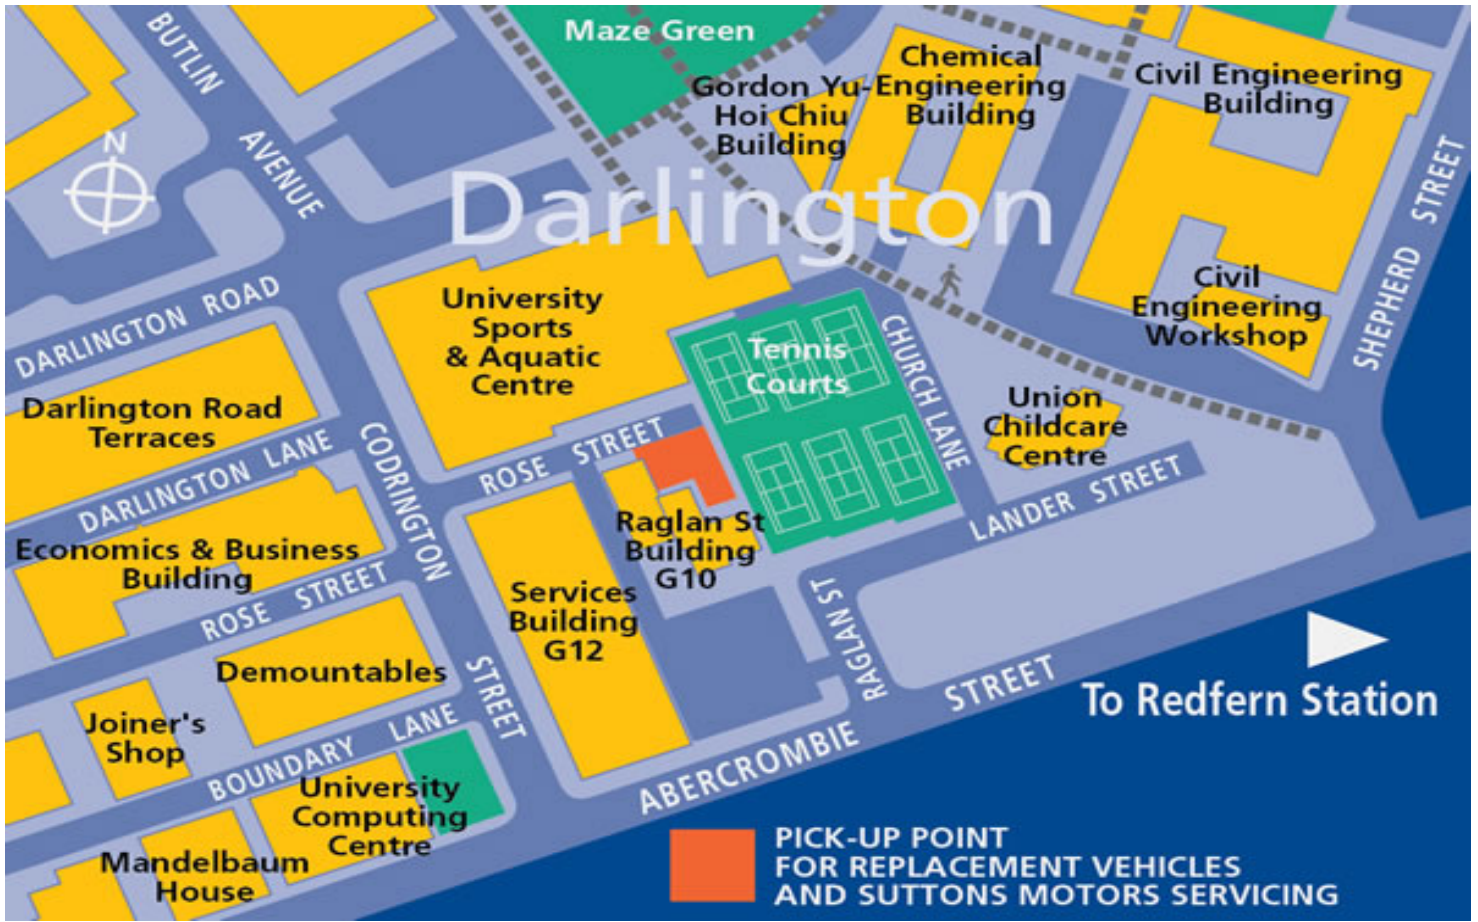 Maze Green
BUTLIN
AVENUE
N
Gordon Yu-
Hoi Chiu
Building
Chemical
Engineering
Building
Civil Engineering
Building
Darlington
SHEPHERD STREET
Civil
Engineering
Workshop
DARLINGTON ROAD
University
Sports
& Aquatic
Centre
Tennis
Courts
CHURCH LANE
Union
Childcare
Centre
Darlington Road
Terraces
DARLINGTON LANE
CODRINGTON
STREET
ROSE STREET
LANDER STREET
Economics & Business
Building
ROSE STREET
Raglan St
Building
G10
Services
Building
G12
RAGLAN ST
Demountables
Joiner's
Shop
BOUNDARY LANE
To Redfern Station
ABERCROMBIE STREET
University
Computing
Centre
Mandelbaum
House
PICK-UP POINT
FOR REPLACEMENT VEHICLES
AND SUTTONS MOTORS SERVICING